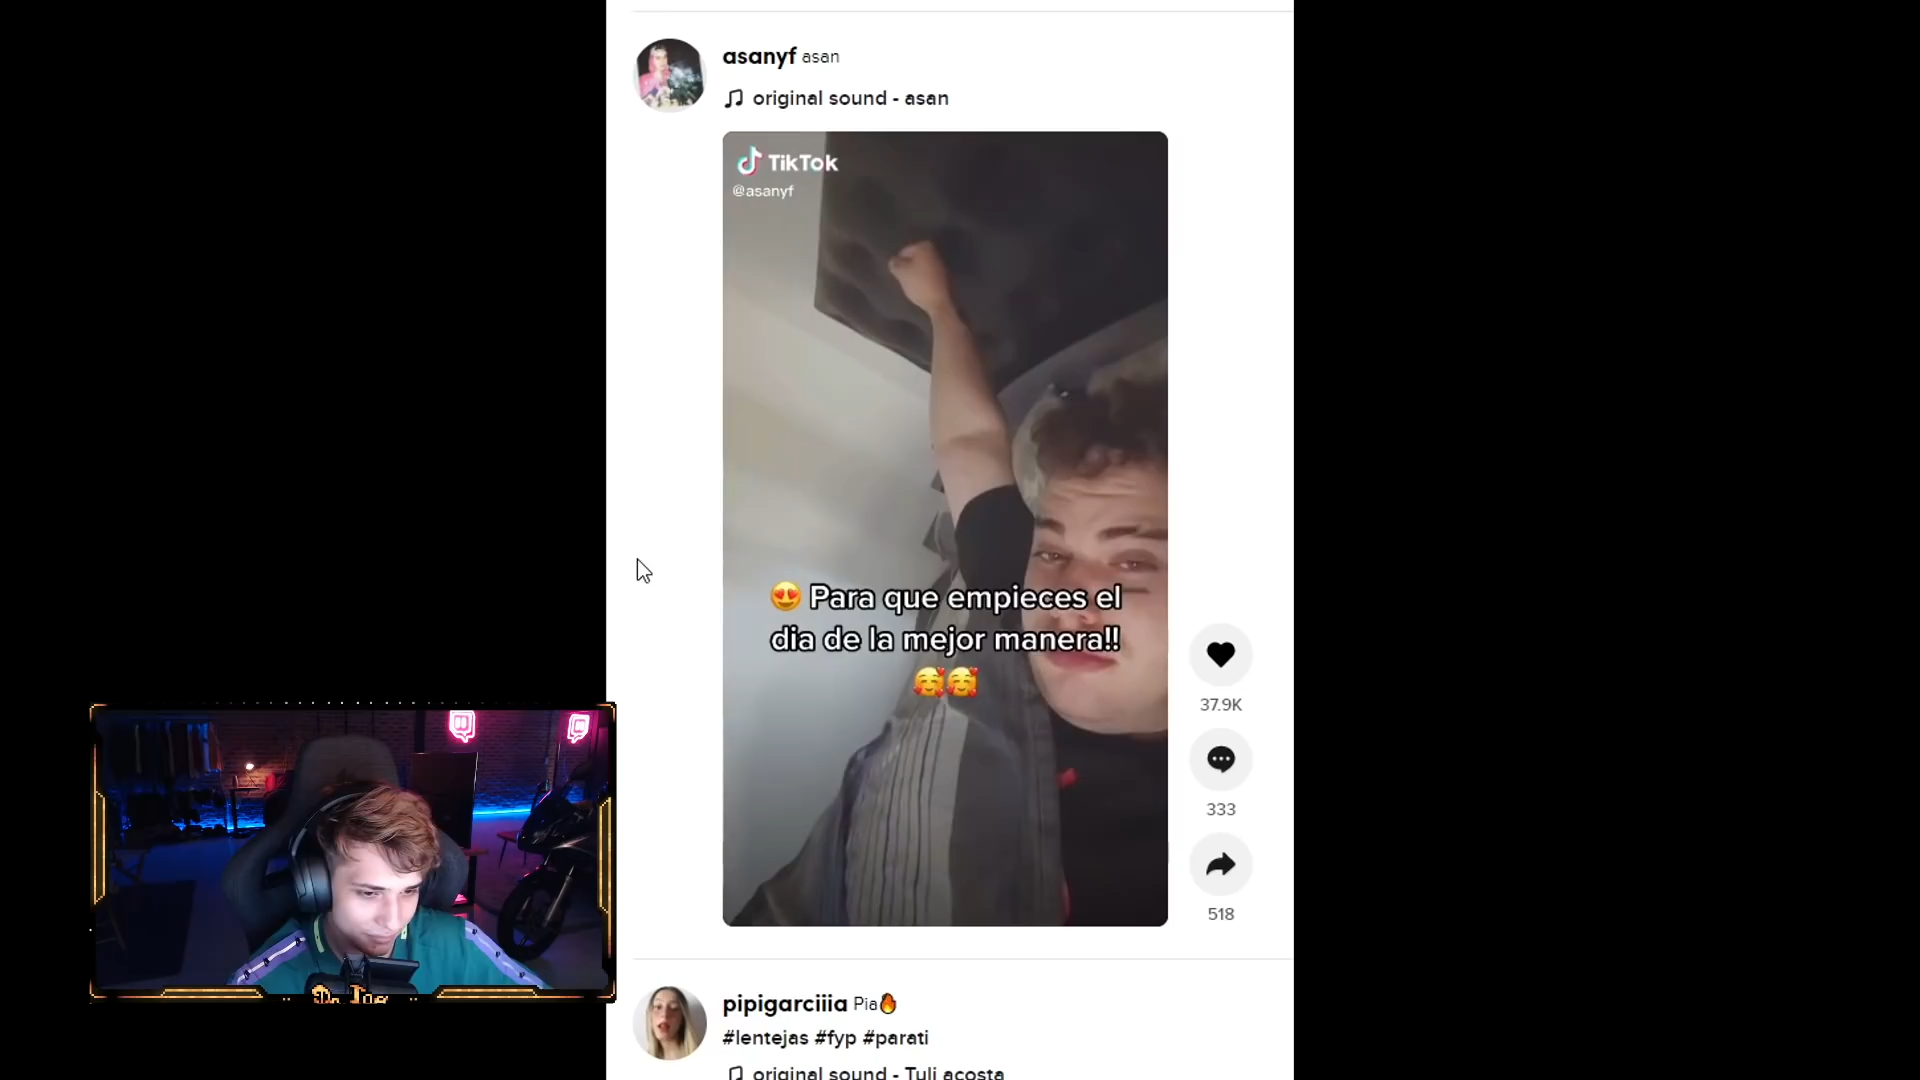 asanyf asan
original sound - asan
TikTok
@asanyf
😍 Para que empieces el
dia de la mejor manera!!
🥰🥰
37.9K
333
518
pipigarciiia Pia🔥
#lentejas #fyp #parati
original sound - Tuli acosta